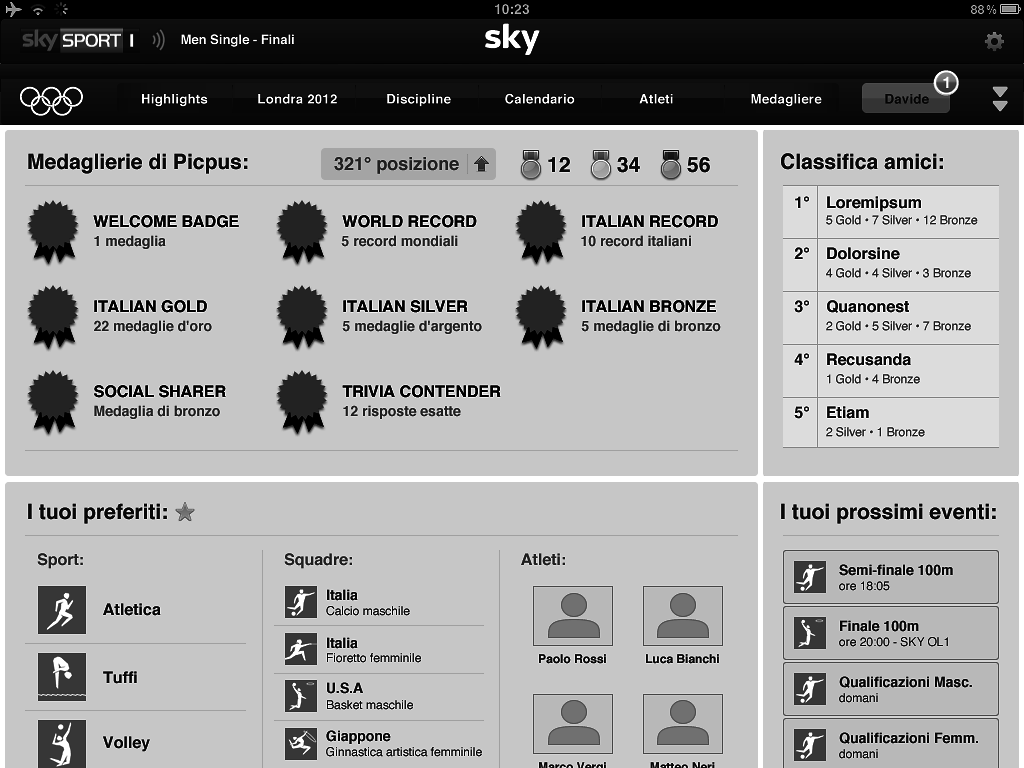 10:23
88 %
sky SPORT 1
Men Single - Finali
sky
Highlights
Londra 2012
Discipline
Calendario
Atleti
Medagliere
Davide
1
Medaglierie di Picpus:
321° posizione
12
34
56
WELCOME BADGE
1 medaglia
WORLD RECORD
5 record mondiali
ITALIAN RECORD
10 record italiani
ITALIAN GOLD
22 medaglie d'oro
ITALIAN SILVER
5 medaglie d'argento
ITALIAN BRONZE
5 medaglie di bronzo
SOCIAL SHARER
Medaglia di bronzo
TRIVIA CONTENDER
12 risposte esatte
Classifica amici:
1° Loremipsum
5 Gold • 7 Silver • 12 Bronze
2° Dolorsine
4 Gold • 4 Silver • 3 Bronze
3° Quanonest
2 Gold • 5 Silver • 7 Bronze
4° Recusanda
1 Gold • 4 Bronze
5° Etiam
2 Silver • 1 Bronze
I tuoi preferiti:
Sport:
Atletica
Tuffi
Volley
Squadre:
Italia
Calcio maschile
Italia
Fioretto femminile
U.S.A
Basket maschile
Giappone
Ginnastica artistica femminile
Atleti:
Paolo Rossi
Luca Bianchi
Marco Vergi
Matteo Neri
I tuoi prossimi eventi:
Semi-finale 100m
ore 18:05
Finale 100m
ore 20:00 - SKY OL1
Qualificazioni Masc.
domani
Qualificazioni Femm.
domani